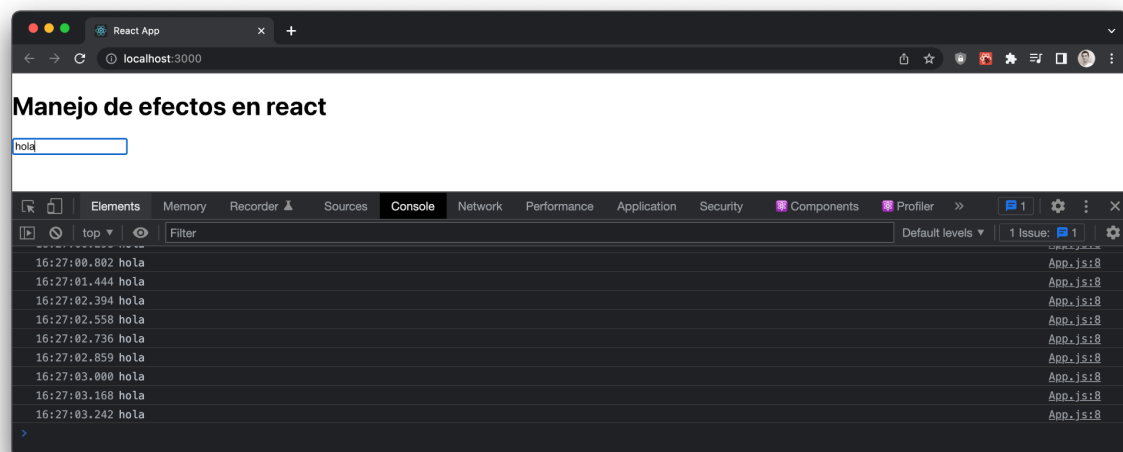 React App
localhost:3000
Manejo de efectos en react
hola
Elements Memory Recorder Sources Console Network Performance Application Security Components Profiler » 1
top ▼ Filter Default levels ▼ 1 Issue: 1
16:27:00.802 hola App.js:8
16:27:01.444 hola App.js:8
16:27:02.394 hola App.js:8
16:27:02.558 hola App.js:8
16:27:02.736 hola App.js:8
16:27:02.859 hola App.js:8
16:27:03.000 hola App.js:8
16:27:03.168 hola App.js:8
16:27:03.242 hola App.js:8